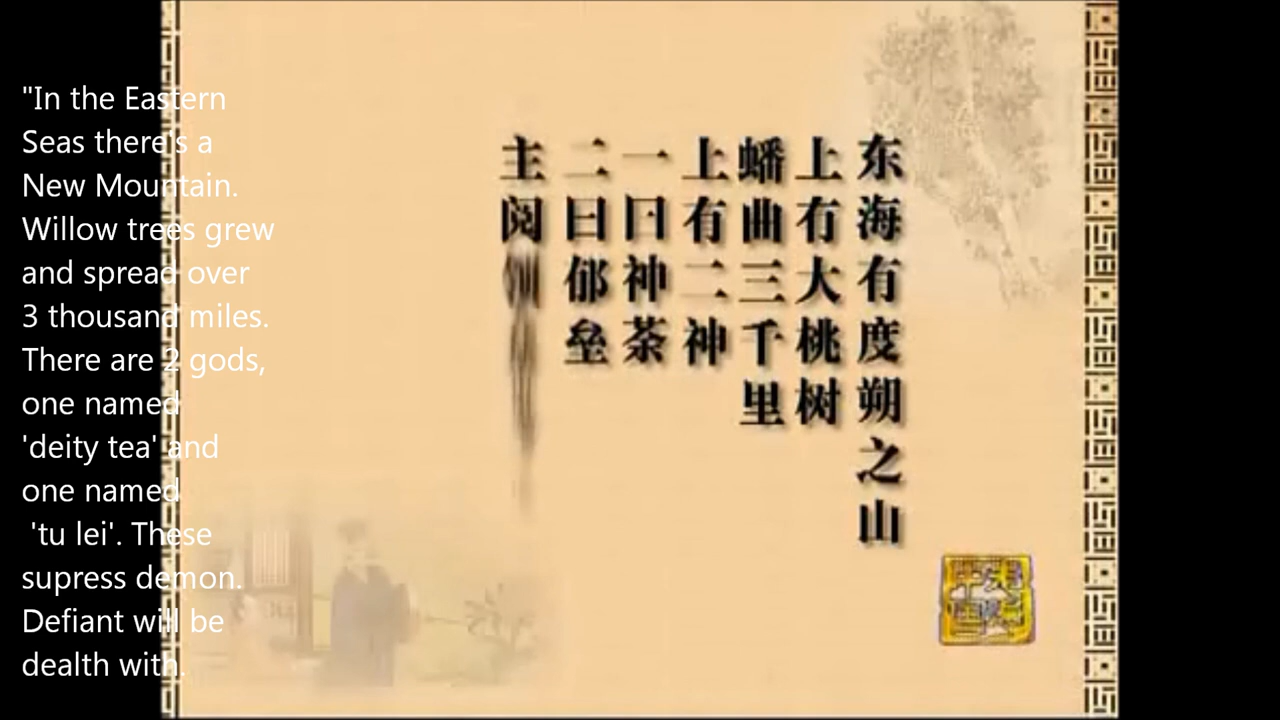 "In the Eastern
Seas there's a
New Mountain.
Willow trees grew
and spread over
3 thousand miles.
There are 2 gods,
one named
'deity tea' and
one named
'tu lei'. These
supress demon.
Defiant will be
dealth with.
东海有度朔之山
上有大桃树
蟠曲三千里
上有二神
一曰神荼
二曰郁垒
主阅